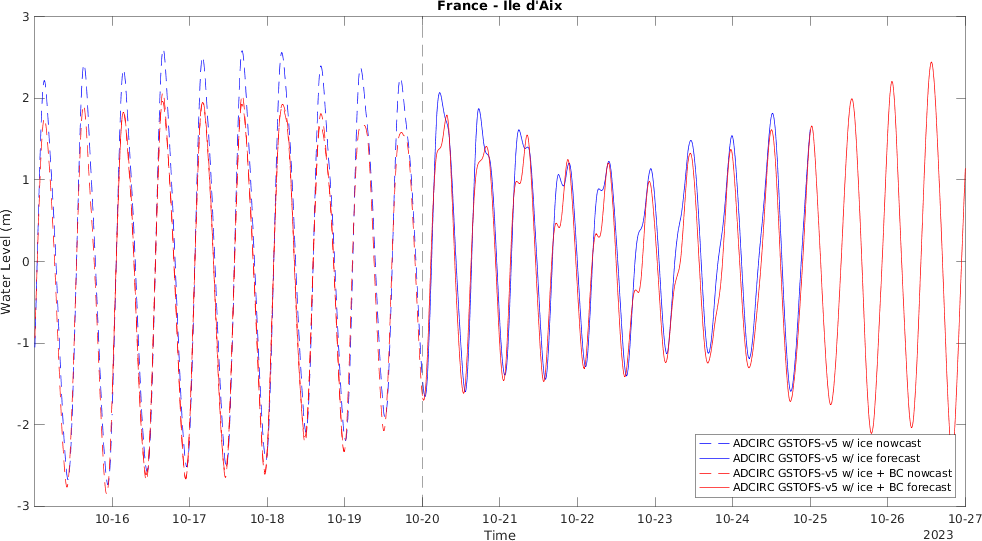 France - Ile d'Aix
3
2
1
0
-1
-2
-3
Water Level (m)
ADCIRC GSTOFS-v5 w/ ice nowcast
ADCIRC GSTOFS-v5 w/ ice forecast
ADCIRC GSTOFS-v5 w/ ice + BC nowcast
ADCIRC GSTOFS-v5 w/ ice + BC forecast
10-16 10-17 10-18 10-19 10-20 10-21 10-22 10-23 10-24 10-25 10-26 10-27
Time 2023